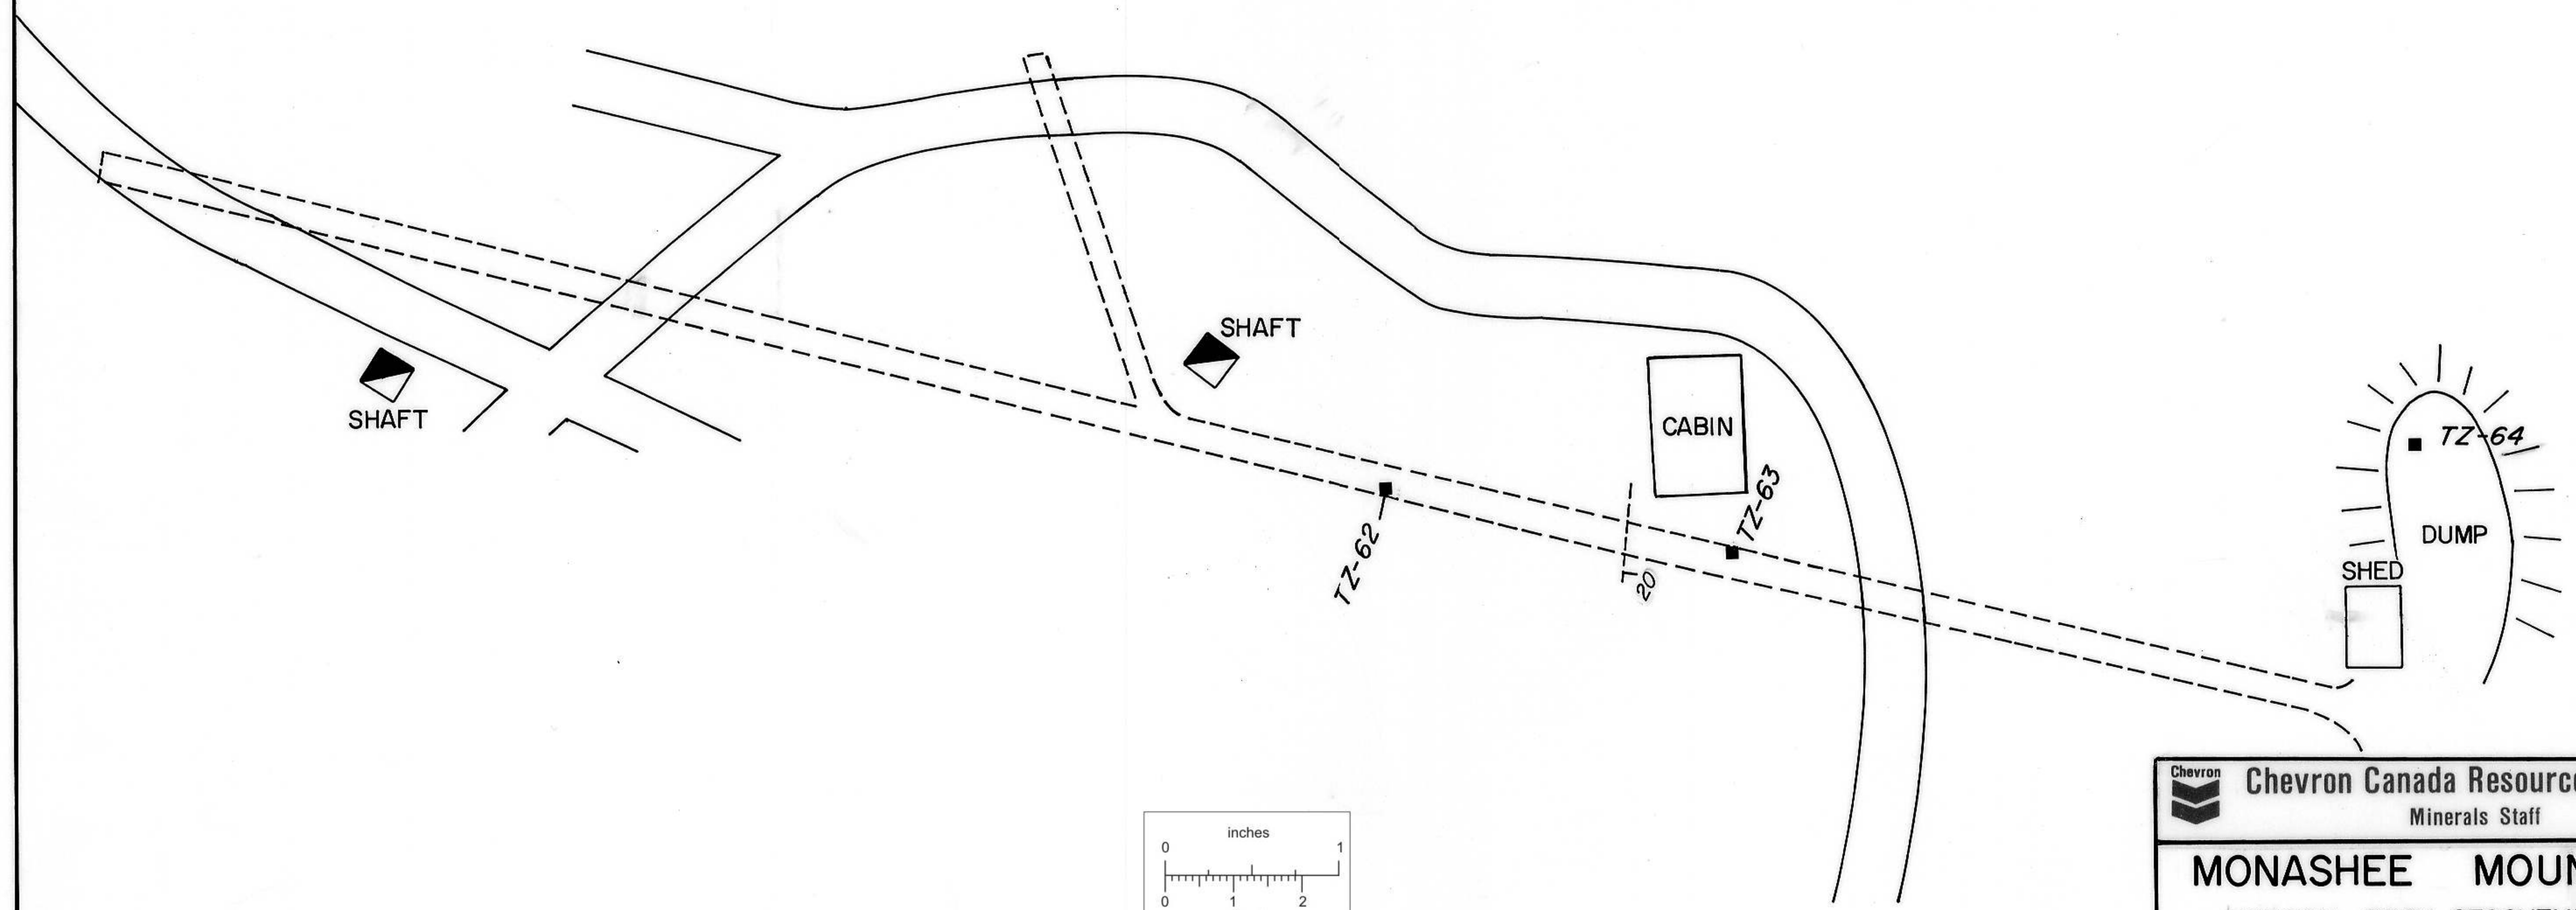 SHAFT
SHAFT
CABIN
TZ-62
TZ-63
20
TZ-64
DUMP
SHED
inches
0 1
0 1 2
Chevron
Chevron Canada Resourc
Minerals Staff
MONASHEE MOUN